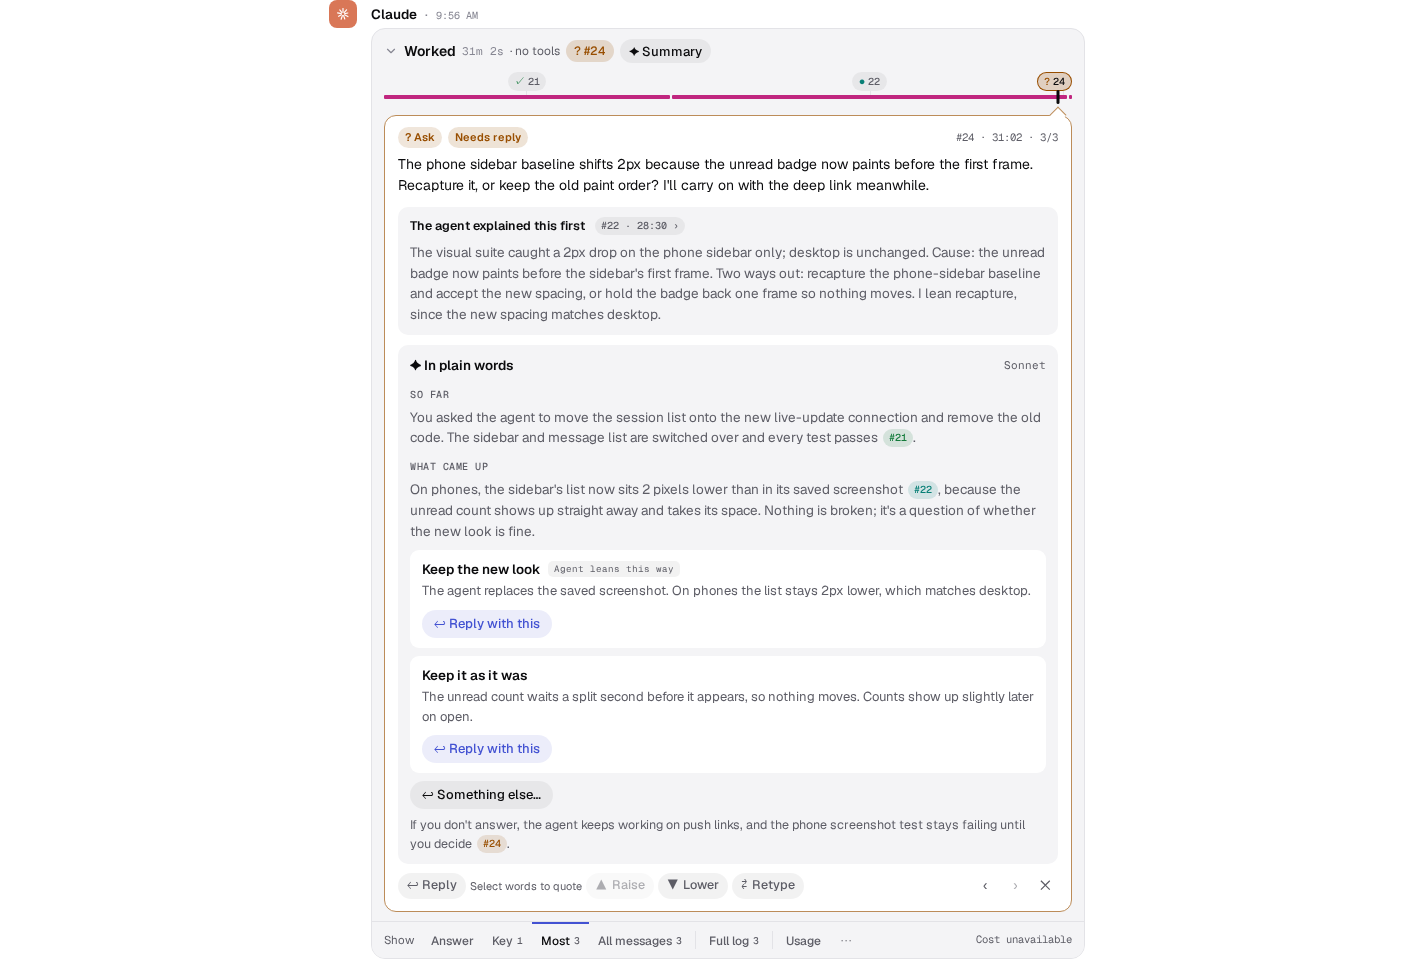 Claude · 9:56 AM
Worked 31m 2s · no tools ? #24 ✦ Summary
✓ 21 ● 22 ? 24
? Ask Needs reply #24 · 31:02 · 3/3
The phone sidebar baseline shifts 2px because the unread badge now paints before the first frame.
Recapture it, or keep the old paint order? I'll carry on with the deep link meanwhile.
The agent explained this first #22 · 28:30 ›
The visual suite caught a 2px drop on the phone sidebar only; desktop is unchanged. Cause: the unread
badge now paints before the sidebar's first frame. Two ways out: recapture the phone-sidebar baseline
and accept the new spacing, or hold the badge back one frame so nothing moves. I lean recapture,
since the new spacing matches desktop.
✦ In plain words Sonnet
SO FAR
You asked the agent to move the session list onto the new live-update connection and remove the old
code. The sidebar and message list are switched over and every test passes #21.
WHAT CAME UP
On phones, the sidebar's list now sits 2 pixels lower than in its saved screenshot #22, because the
unread count shows up straight away and takes its space. Nothing is broken; it's a question of whether
the new look is fine.
Keep the new look Agent leans this way
The agent replaces the saved screenshot. On phones the list stays 2px lower, which matches desktop.
↩ Reply with this
Keep it as it was
The unread count waits a split second before it appears, so nothing moves. Counts show up slightly later
on open.
↩ Reply with this
↩ Something else...
If you don't answer, the agent keeps working on push links, and the phone screenshot test stays failing until
you decide #24.
↩ Reply Select words to quote ▲ Raise ▼ Lower ⇄ Retype ‹ › ✕
Show Answer Key 1 Most 3 All messages 3 Full log 3 Usage ··· Cost unavailable